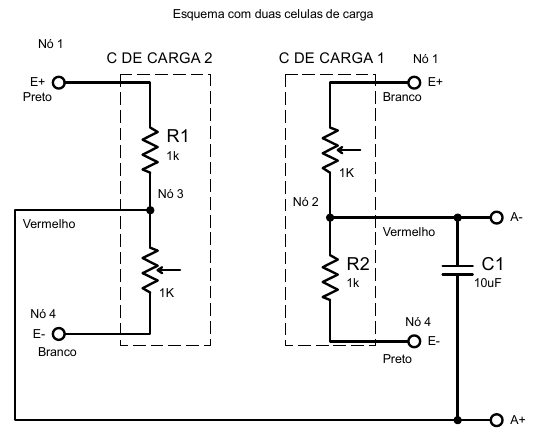 Esquema com duas celulas de carga
Nó 1
C DE CARGA 2
C DE CARGA 1
Nó 1
E+
Preto
E+
Branco
R1
1k
1K
Nó 3
Nó 2
Vermelho
Vermelho
A-
R2
1k
C1
10uF
1K
Nó 4
E-
Branco
Nó 4
E-
Preto
A+